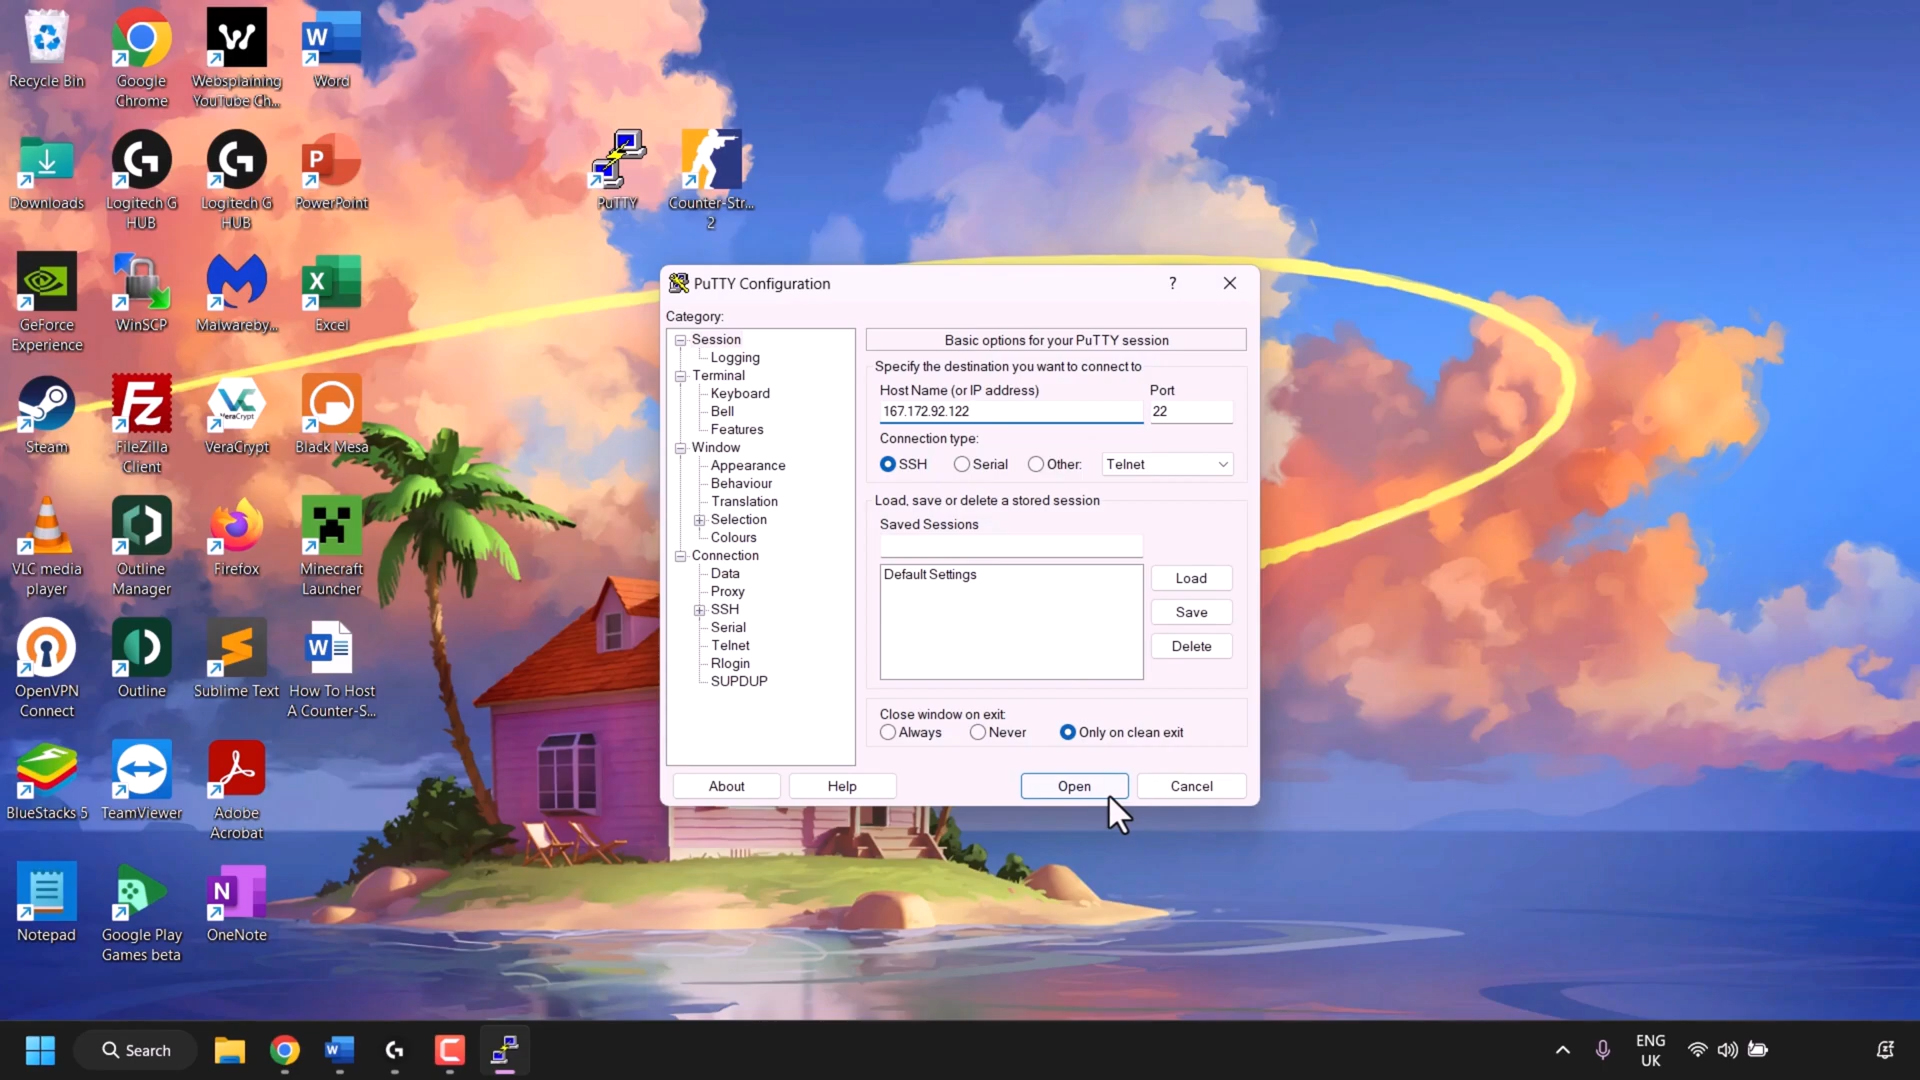 Recycle Bin
Google
Chrome
Websplaining
YouTube Ch...
Word
Downloads
Logitech G
HUB
Logitech G
HUB
PowerPoint
PuTTY
Counter-Str...
2
GeForce
Experience
WinSCP
Malwareby...
Excel
Steam
FileZilla
Client
VeraCrypt
VeraCrypt
Black Mesa
VLC media
player
Outline
Manager
Firefox
Minecraft
Launcher
OpenVPN
Connect
Outline
Sublime Text
How To Host
A Counter-S...
BlueStacks 5
TeamViewer
Adobe
Acrobat
Notepad
Google Play
Games beta
OneNote
PuTTY Configuration
?
Category:
Session
Logging
Terminal
Keyboard
Bell
Features
Window
Appearance
Behaviour
Translation
Selection
Colours
Connection
Data
Proxy
SSH
Serial
Telnet
Rlogin
SUPDUP
Basic options for your PuTTY session
Specify the destination you want to connect to
Host Name (or IP address) Port
167.172.92.122 22
Connection type:
SSH Serial Other: Telnet
Load, save or delete a stored session
Saved Sessions
Default Settings
Load
Save
Delete
Close window on exit:
Always Never Only on clean exit
About Help Open Cancel
Search
ENG
UK